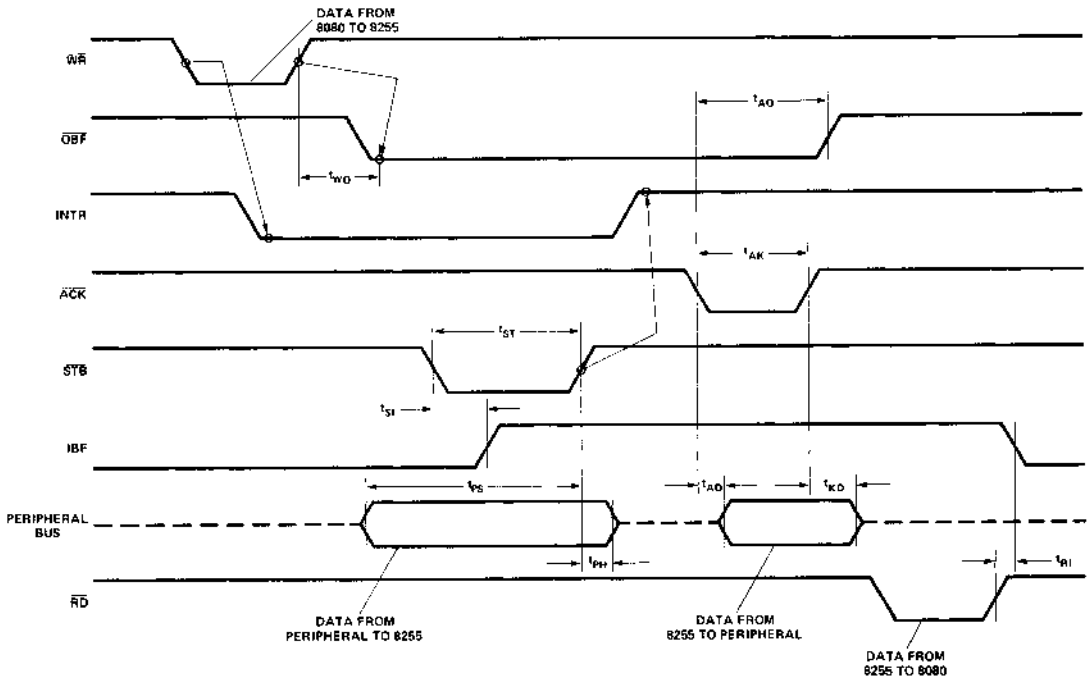 DATA FROM
8080 TO 8255
WR
tAO
OBF
tWO
INTR
tAK
ACK
tST
STB
tSI
IBF
tPS
tAD
tKD
PERIPHERAL
BUS
tPH
tRI
RD
DATA FROM
PERIPHERAL TO 8255
DATA FROM
8255 TO PERIPHERAL
DATA FROM
8255 TO 8080